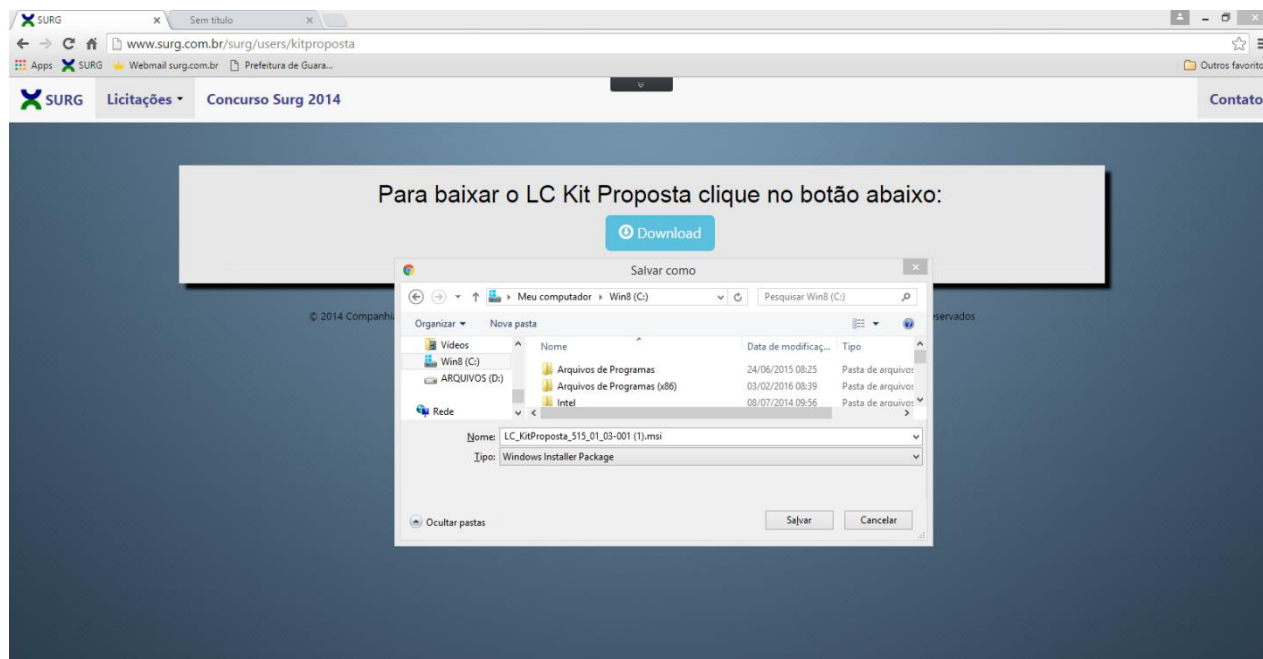 SURG
Sem título
www.surg.com.br/surg/users/kitproposta
Apps SURG Webmail surg.com.br Prefeitura de Guara... Outros favorito
SURG Licitações Concurso Surg 2014 Contato
Para baixar o LC Kit Proposta clique no botão abaixo:
Download
Salvar como
Meu computador Win8 (C:) Pesquisar Win8 (C:)
Organizar Nova pasta
Vídeos
Win8 (C:)
ARQUIVOS (D:)
Rede
Nome Data de modificaç... Tipo
Arquivos de Programas 24/06/2015 08:25 Pasta de arquivos
Arquivos de Programas (x86) 03/02/2016 08:39 Pasta de arquivos
Intel 08/07/2014 09:56 Pasta de arquivos
Nome: LC_KitProposta_515_01_03-001 (1).msi
Tipo: Windows Installer Package
Ocultar pastas Salvar Cancelar
© 2014 Companhi eservados